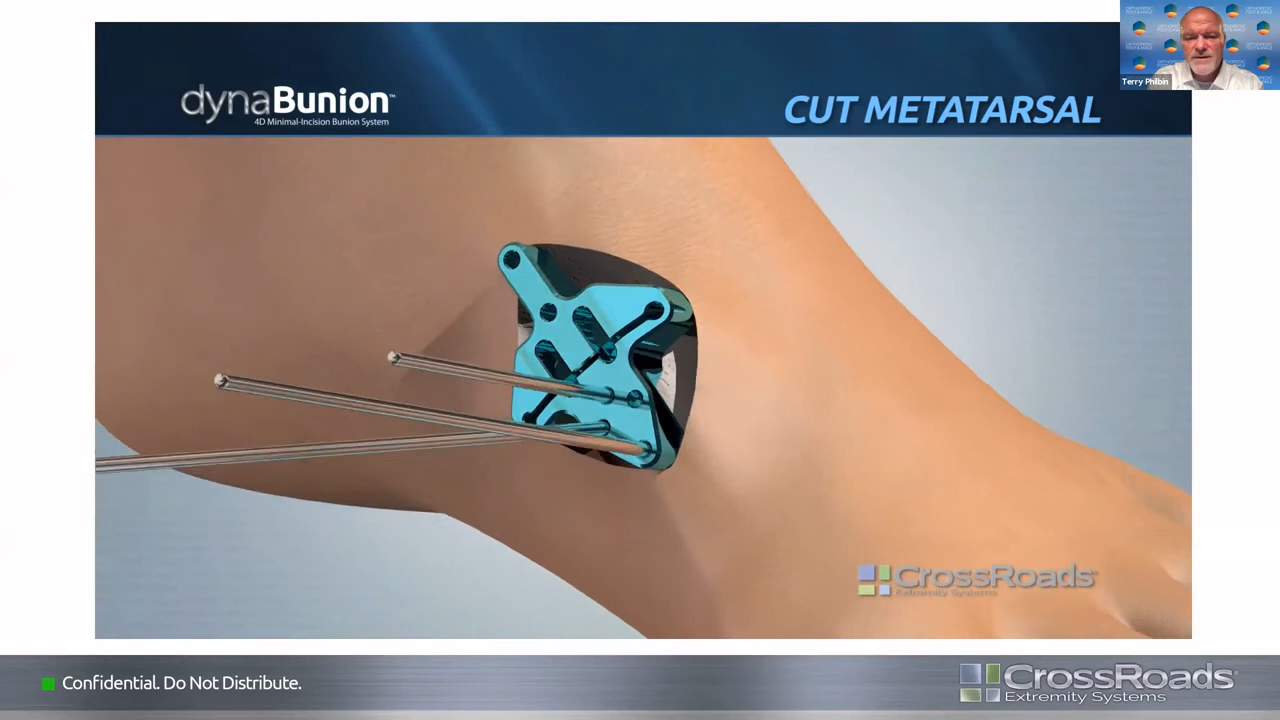 dynaBunion™
4D Minimal-Incision Bunion System
CUT METATARSAL
Terry Philbin
CrossRoads
Extremity Systems
Confidential. Do Not Distribute.
CrossRoads
Extremity Systems